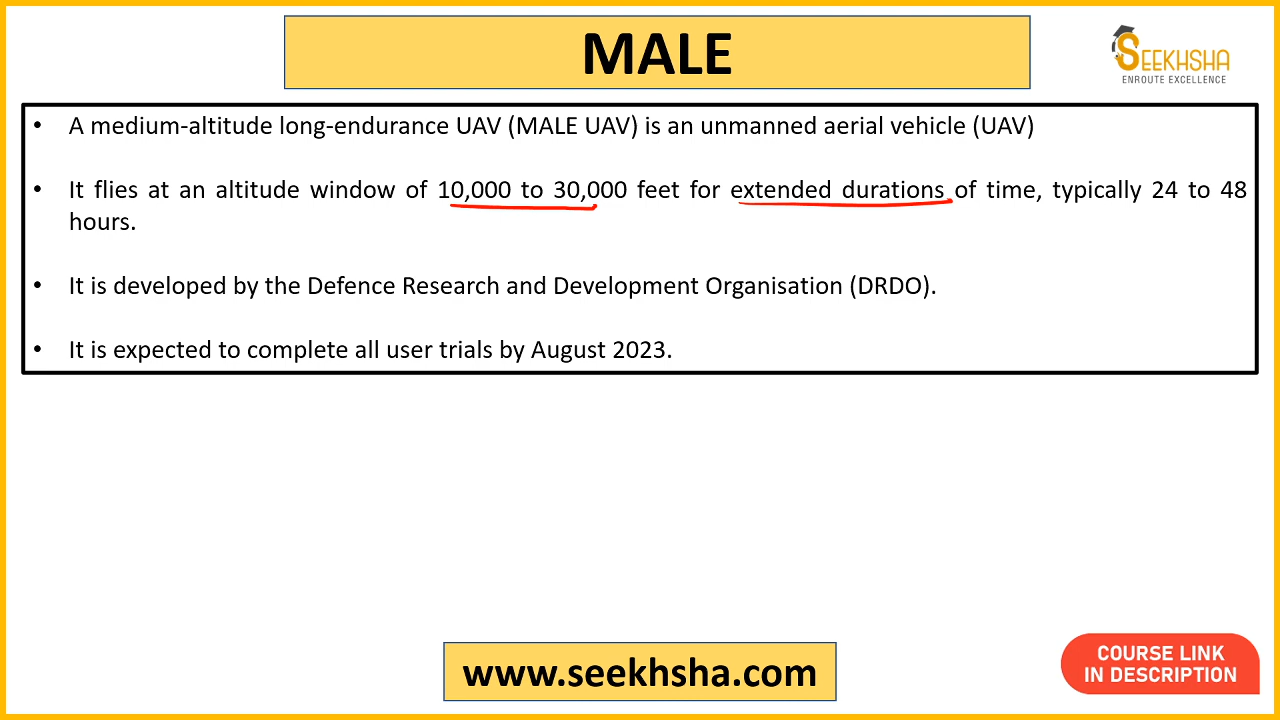 MALE
SEEKHSHA
ENROUTE EXCELLENCE
• A medium-altitude long-endurance UAV (MALE UAV) is an unmanned aerial vehicle (UAV)
• It flies at an altitude window of 10,000 to 30,000 feet for extended durations of time, typically 24 to 48
hours.
• It is developed by the Defence Research and Development Organisation (DRDO).
• It is expected to complete all user trials by August 2023.
www.seekhsha.com
COURSE LINK
IN DESCRIPTION